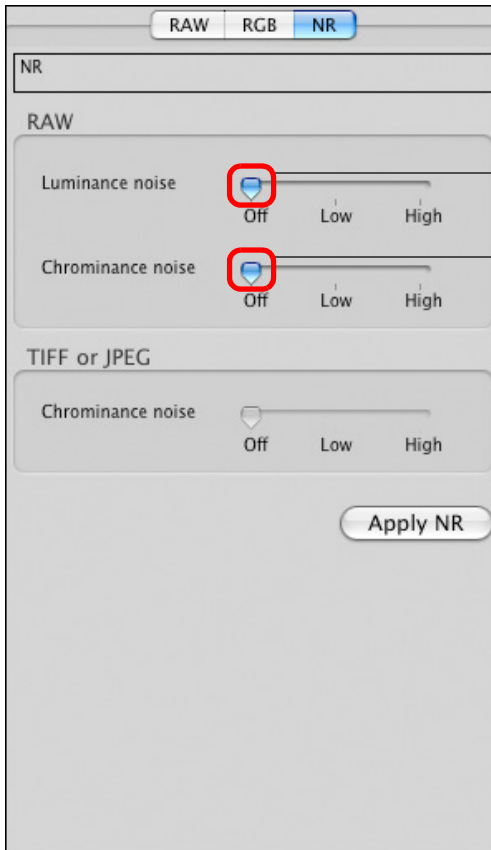 RAW RGB NR
NR
RAW
Luminance noise
Off Low High
Chrominance noise
Off Low High
TIFF or JPEG
Chrominance noise
Off Low High
Apply NR